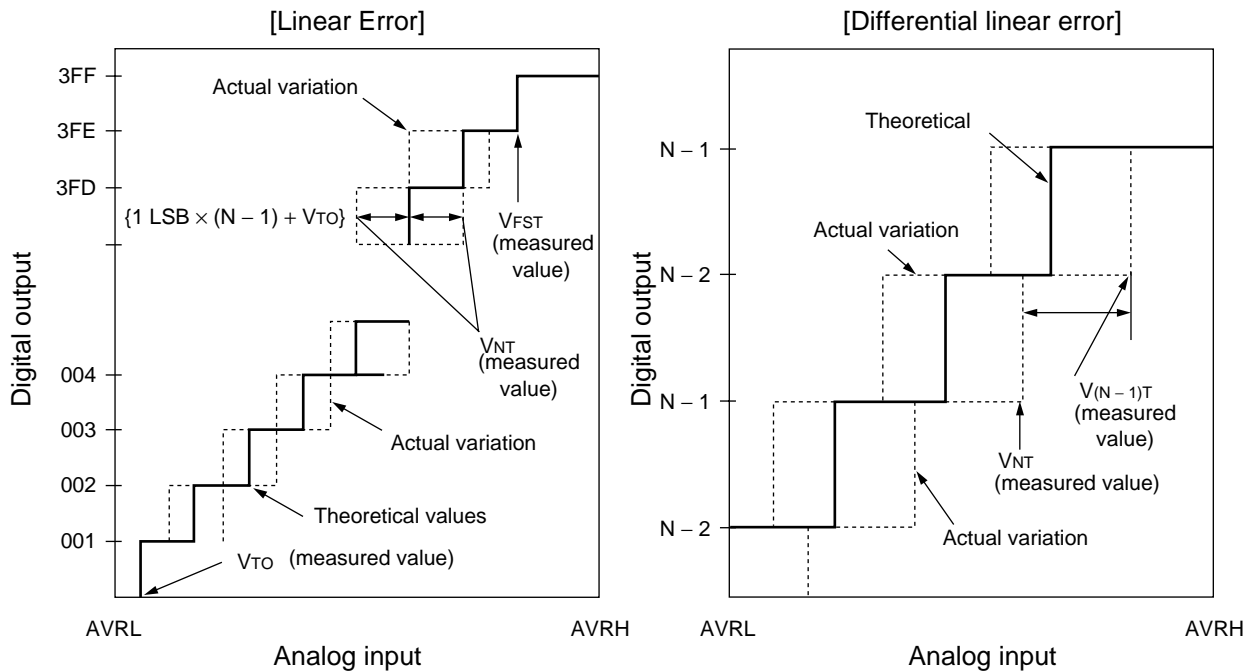 [Linear Error]
3FF
3FE
3FD
Actual variation
{1 LSB × (N – 1) + VTO}
VFST
(measured
value)
VNT
(measured
value)
004
003
002
001
Actual variation
Theoretical values
VTO (measured value)
Digital output
AVRL
AVRH
Analog input
[Differential linear error]
Theoretical
N – 1
Actual variation
N – 2
V(N – 1)T
(measured
value)
N – 1
VNT
(measured value)
N – 2
Actual variation
Digital output
AVRL
AVRH
Analog input